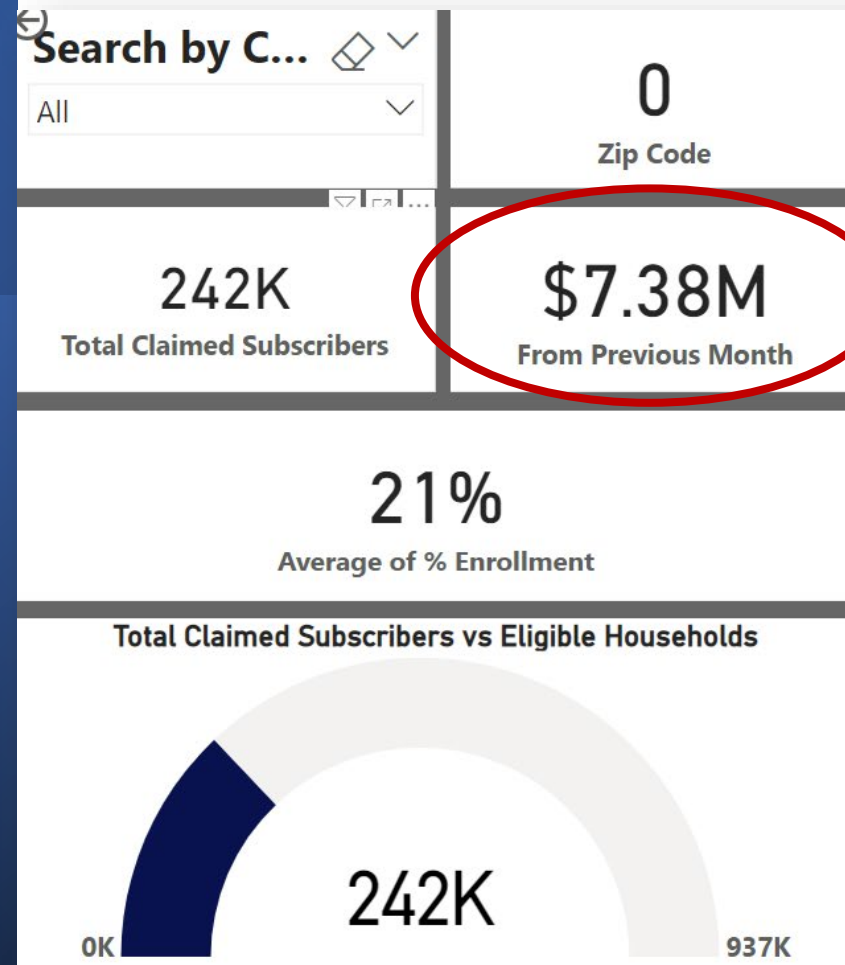 Search by C...
All
0
Zip Code
242K
Total Claimed Subscribers
$7.38M
From Previous Month
21%
Average of % Enrollment
Total Claimed Subscribers vs Eligible Households
242K
0K
937K